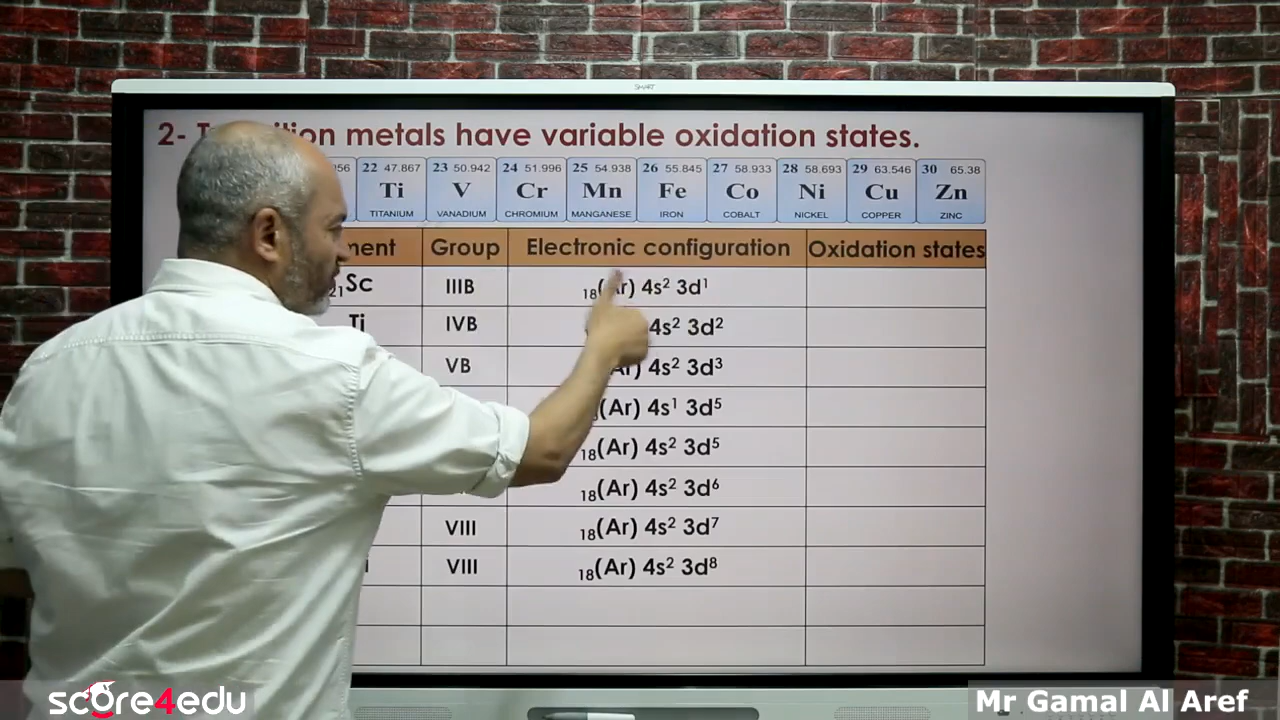 SMART
2- metals have variable oxidation states.
22 47.867 23 50.942 24 51.996 25 54.938 26 55.845 27 58.933 28 58.693 29 63.546 30 65.38
Ti V Cr Mn Fe Co Ni Cu Zn
TITANIUM VANADIUM CHROMIUM MANGANESE IRON COBALT NICKEL COPPER ZINC
Group Electronic configuration Oxidation states
₂₁Sc IIIB ₁₈(Ar) 4s² 3d¹
IVB 4s² 3d²
VB 4s² 3d³
(Ar) 4s¹ 3d⁵
₁₈(Ar) 4s² 3d⁵
₁₈(Ar) 4s² 3d⁶
VIII ₁₈(Ar) 4s² 3d⁷
VIII ₁₈(Ar) 4s² 3d⁸
score4edu
Mr Gamal Al Aref